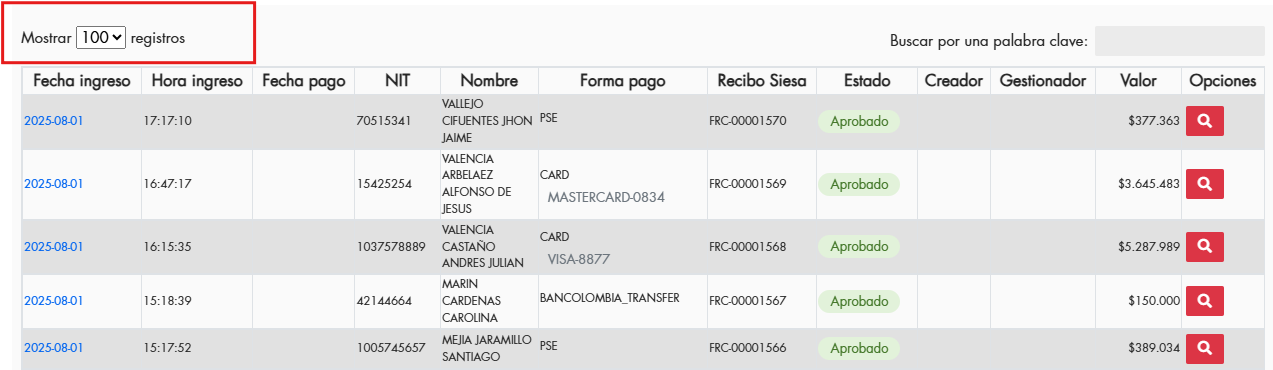 Mostrar 100 registros
Buscar por una palabra clave:
Fecha ingreso Hora ingreso Fecha pago NIT Nombre Forma pago Recibo Siesa Estado Creador Gestionador Valor Opciones
2025-08-01 17:17:10 70515341 VALLEJO CIFUENTES JHON JAIME PSE FRC-00001570 Aprobado $377.363
2025-08-01 16:47:17 15425254 VALENCIA ARBELAEZ ALFONSO DE JESUS CARD MASTERCARD-0834 FRC-00001569 Aprobado $3.645.483
2025-08-01 16:15:35 1037578889 VALENCIA CASTAÑO ANDRES JULIAN CARD VISA-8877 FRC-00001568 Aprobado $5.287.989
2025-08-01 15:18:39 42144664 MARIN CARDENAS CAROLINA BANCOLOMBIA_TRANSFER FRC-00001567 Aprobado $150.000
2025-08-01 15:17:52 1005745657 MEJIA JARAMILLO SANTIAGO PSE FRC-00001566 Aprobado $389.034